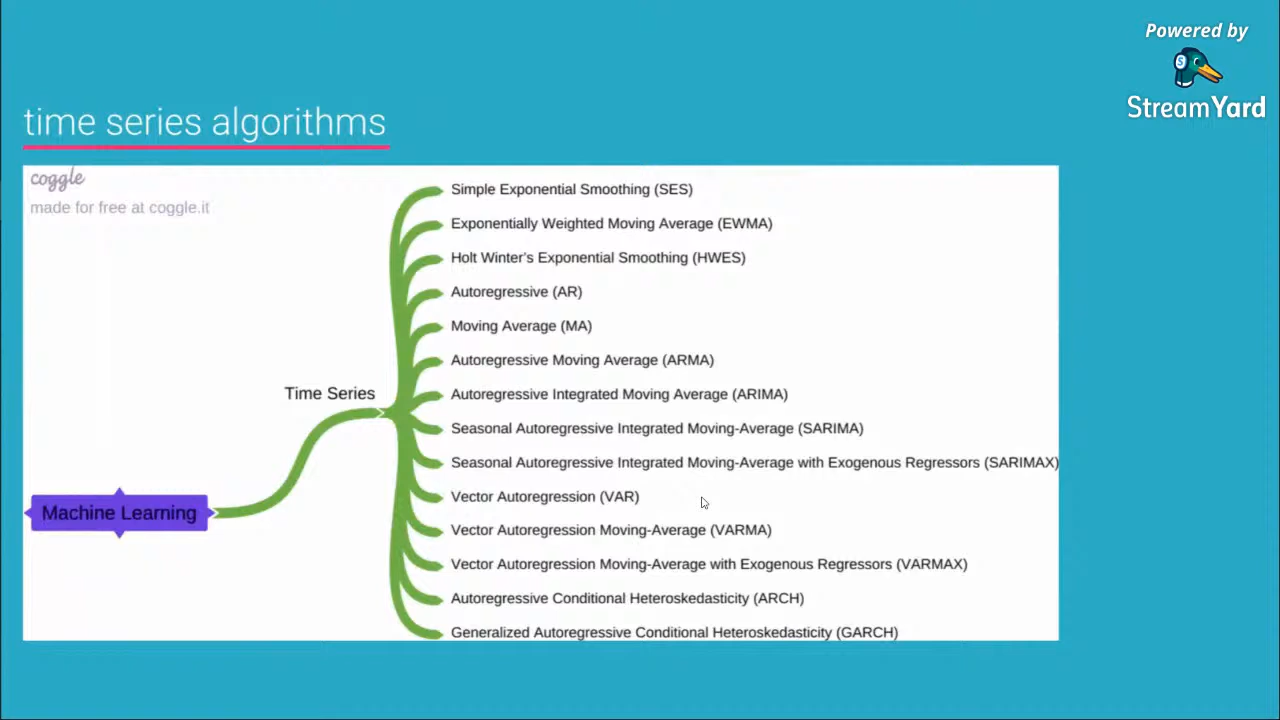 Powered by
StreamYard
time series algorithms
coggle
made for free at coggle.it
Simple Exponential Smoothing (SES)
Exponentially Weighted Moving Average (EWMA)
Holt Winter's Exponential Smoothing (HWES)
Autoregressive (AR)
Moving Average (MA)
Autoregressive Moving Average (ARMA)
Time Series
Autoregressive Integrated Moving Average (ARIMA)
Seasonal Autoregressive Integrated Moving-Average (SARIMA)
Seasonal Autoregressive Integrated Moving-Average with Exogenous Regressors (SARIMAX)
Vector Autoregression (VAR)
Machine Learning
Vector Autoregression Moving-Average (VARMA)
Vector Autoregression Moving-Average with Exogenous Regressors (VARMAX)
Autoregressive Conditional Heteroskedasticity (ARCH)
Generalized Autoregressive Conditional Heteroskedasticity (GARCH)